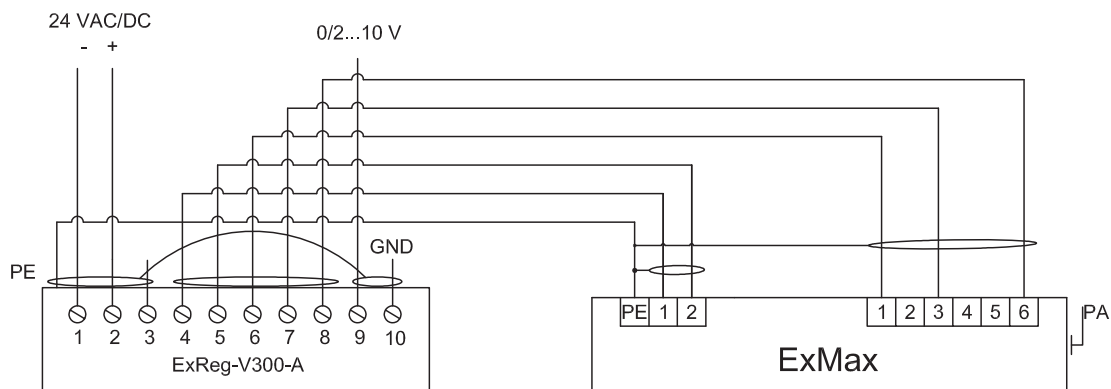 24 VAC/DC
- +
0/2...10 V
GND
PE
1 2 3 4 5 6 7 8 9 10
ExReg-V300-A
PE 1 2
1 2 3 4 5 6
PA
ExMax